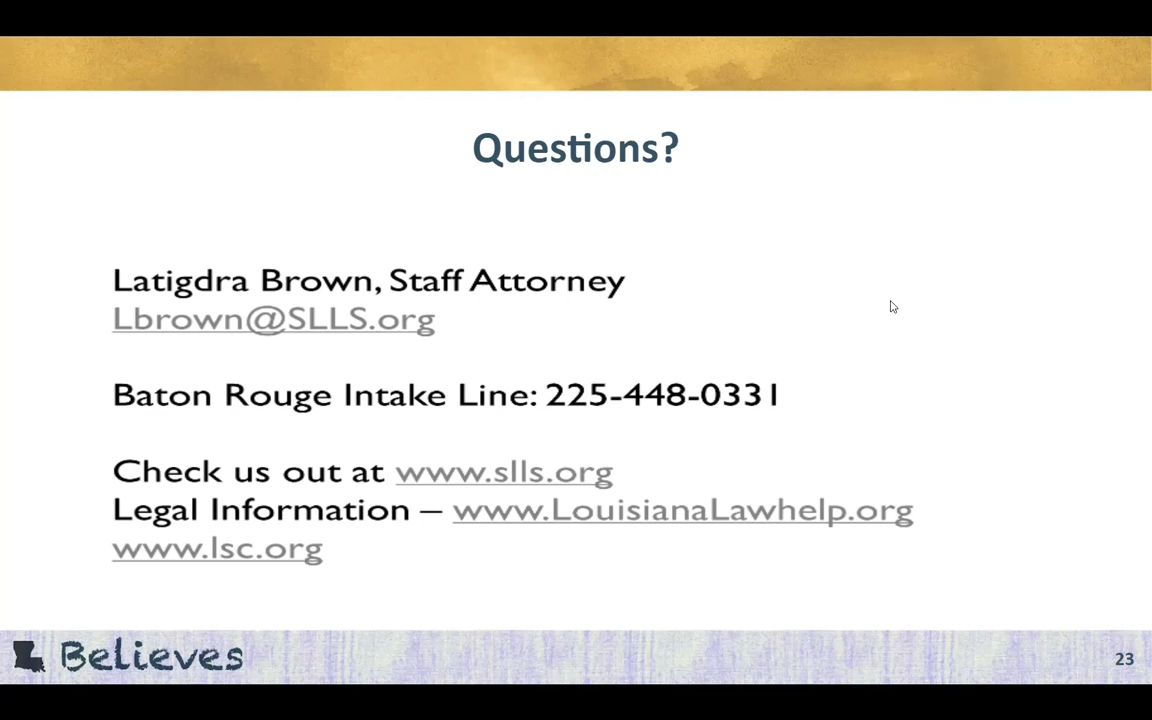 Questions?
Latigdra Brown, Staff Attorney
Lbrown@SLLS.org
Baton Rouge Intake Line: 225-448-0331
Check us out at www.slls.org
Legal Information – www.LouisianaLawhelp.org
www.lsc.org
Believes
23